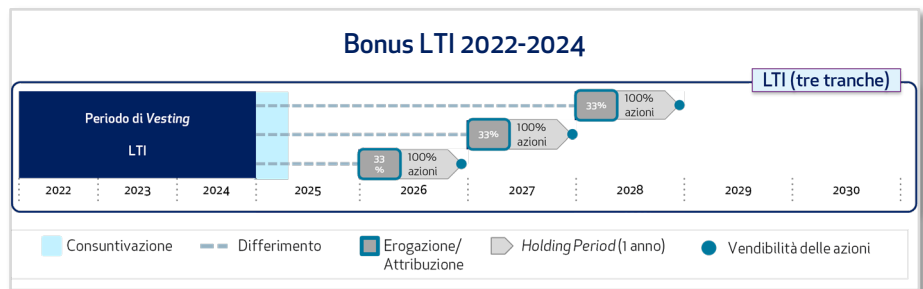 Bonus LTI 2022-2024
LTI (tre tranche)
Periodo di Vesting
LTI
33%
100%
azioni
33%
100%
azioni
33
%
100%
azioni
2022
2023
2024
2025
2026
2027
2028
2029
2030
Consuntivazione
Differimento
Erogazione/
Attribuzione
Holding Period (1 anno)
Vendibilità delle azioni